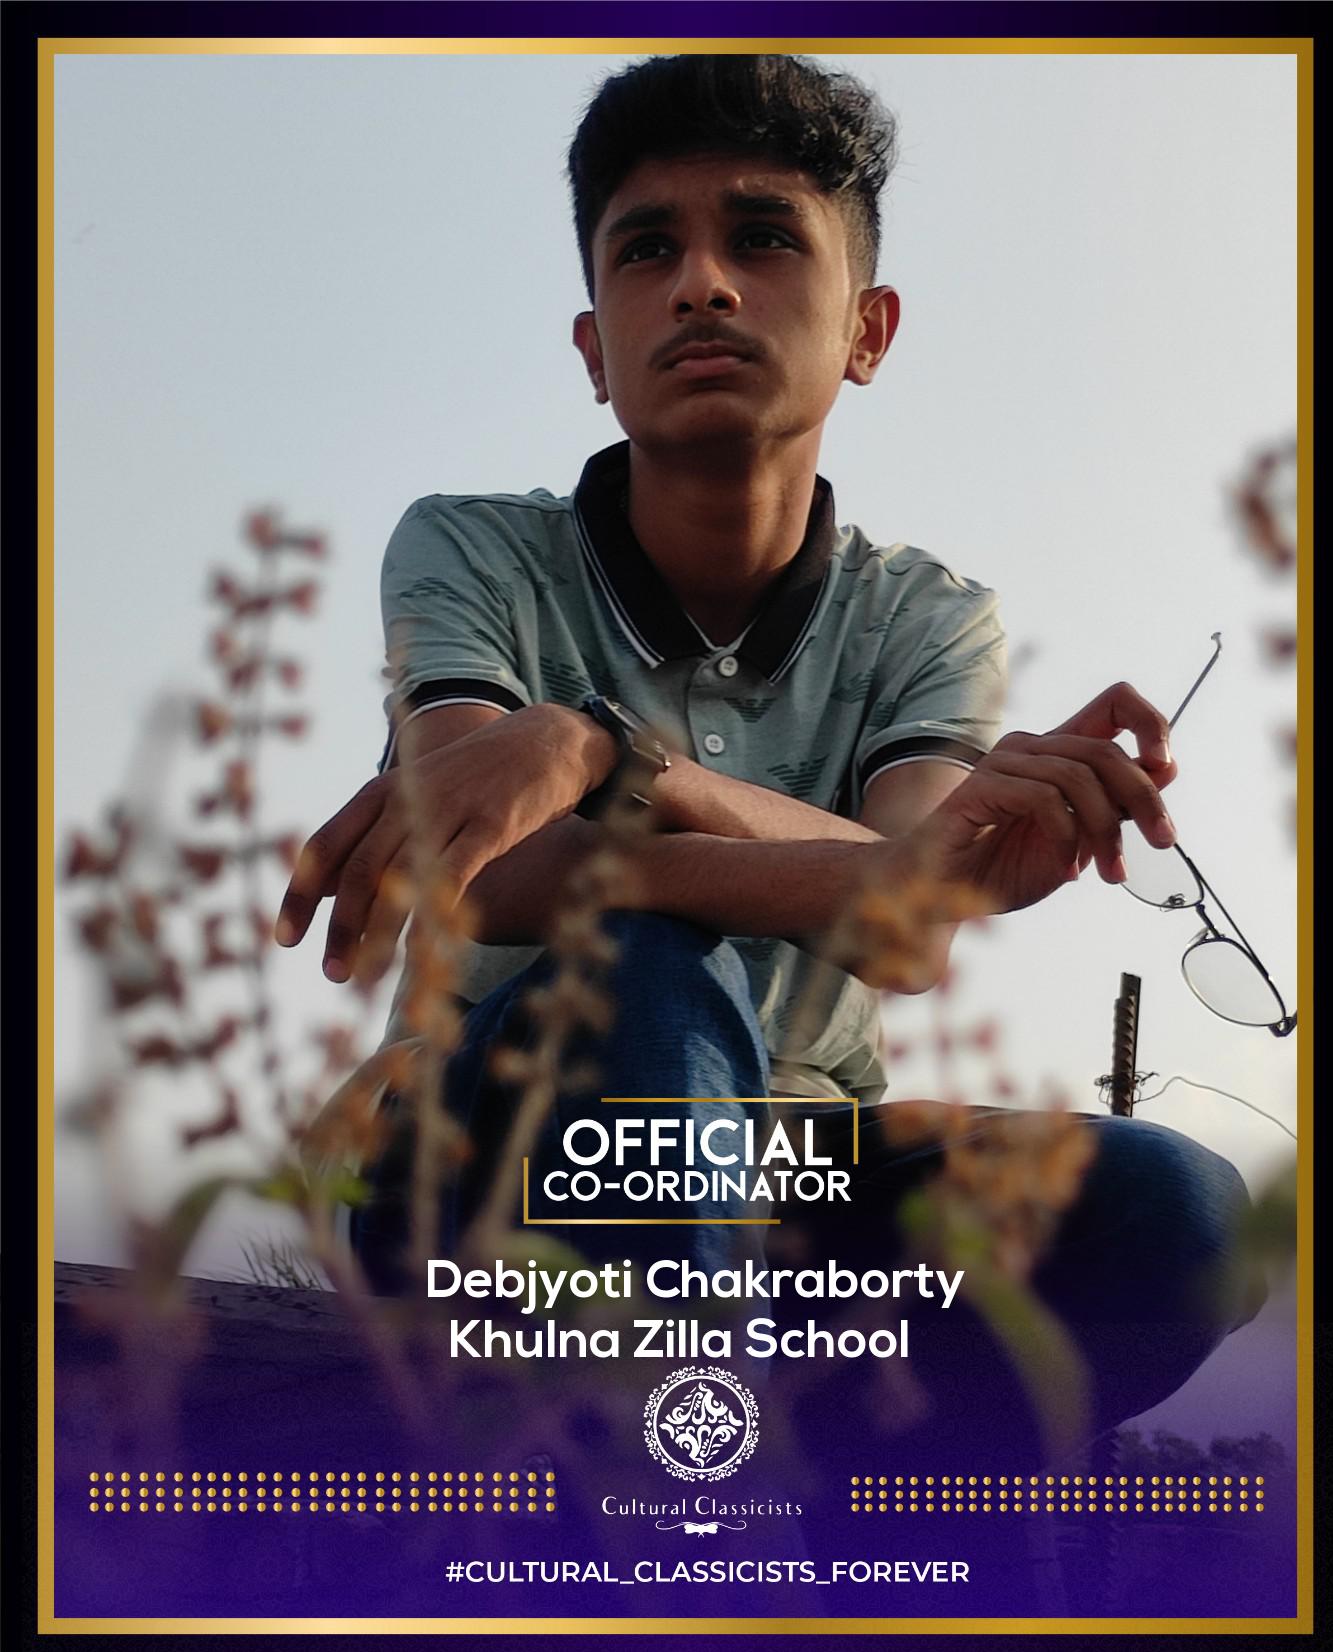 OFFICIAL
CO-ORDINATOR
Debjyoti Chakraborty
Khulna Zilla School
Cultural Classicists
#CULTURAL_CLASSICISTS_FOREVER